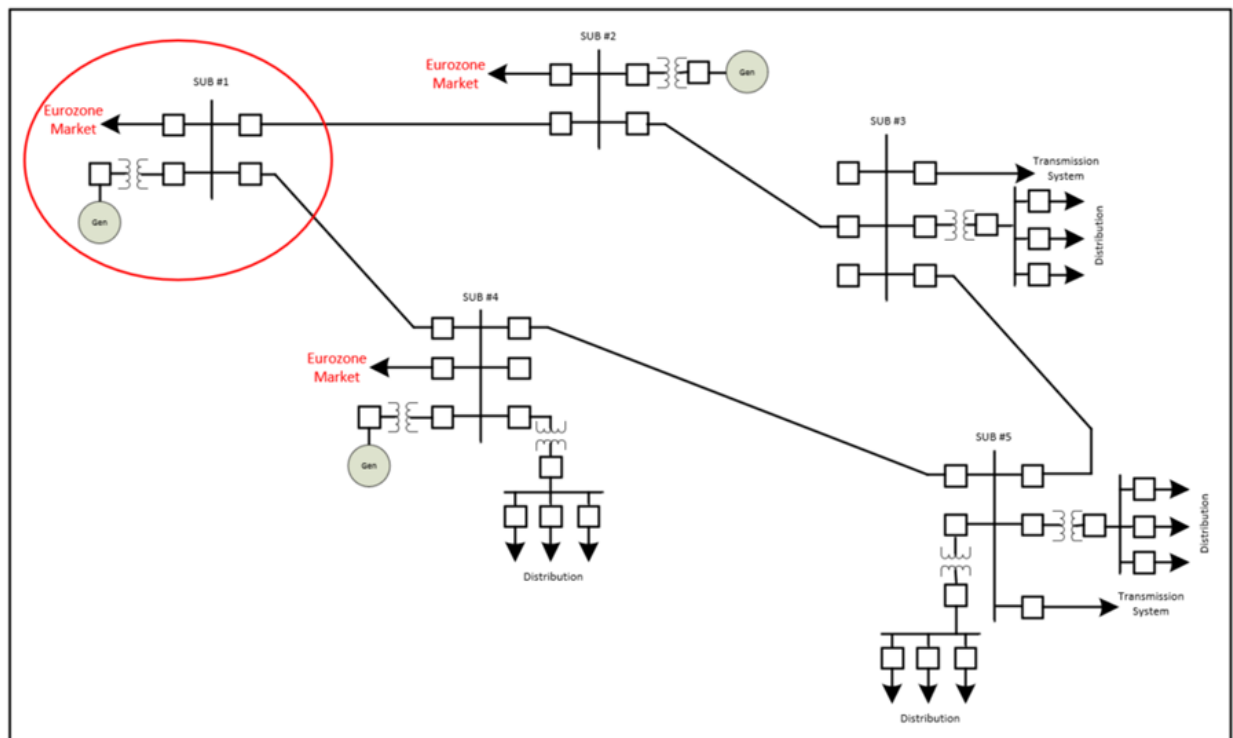 SUB #2
Eurozone
Market
Gen
SUB #1
Eurozone
Market
Gen
SUB #3
Transmission
System
Distribution
SUB #4
Eurozone
Market
Gen
Distribution
SUB #5
Distribution
Transmission
System
Distribution